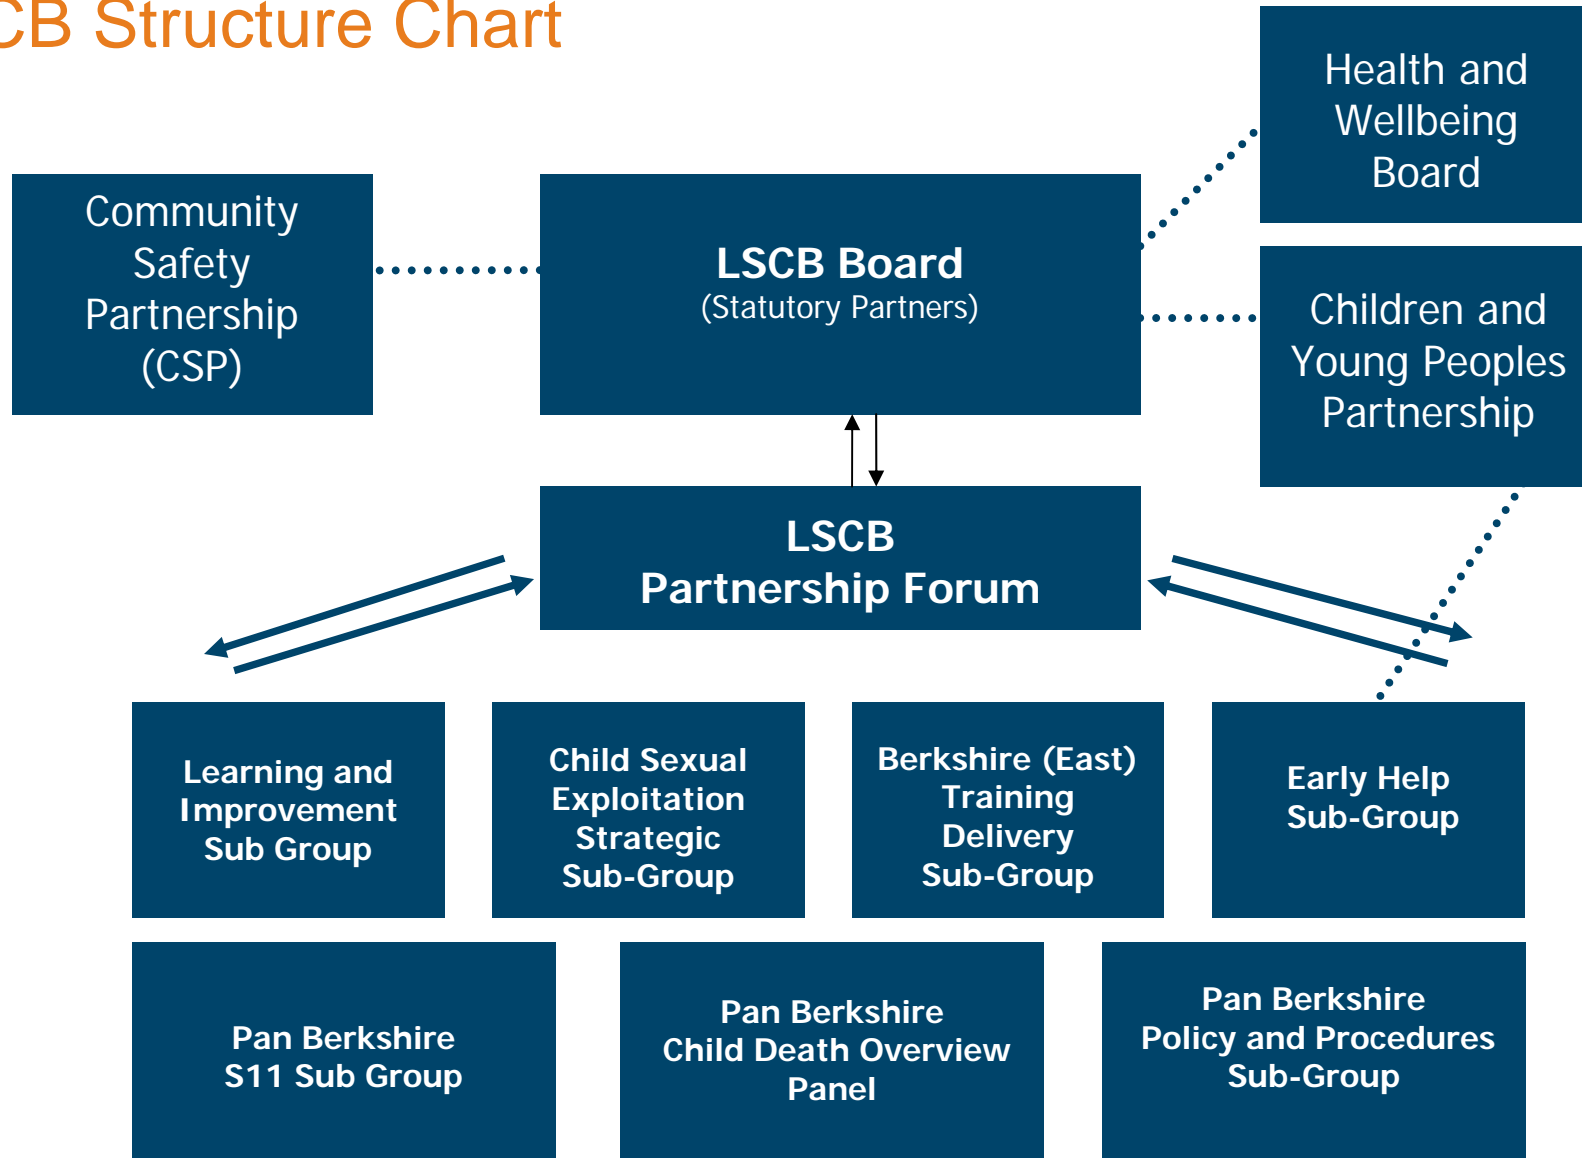 CB Structure Chart
Health and
Wellbeing
Board
Community
Safety
Partnership
(CSP)
LSCB Board
(Statutory Partners)
Children and
Young Peoples
Partnership
LSCB
Partnership Forum
Learning and
Improvement
Sub Group
Child Sexual
Exploitation
Strategic
Sub-Group
Berkshire (East)
Training
Delivery
Sub-Group
Early Help
Sub-Group
Pan Berkshire
S11 Sub Group
Pan Berkshire
Child Death Overview
Panel
Pan Berkshire
Policy and Procedures
Sub-Group